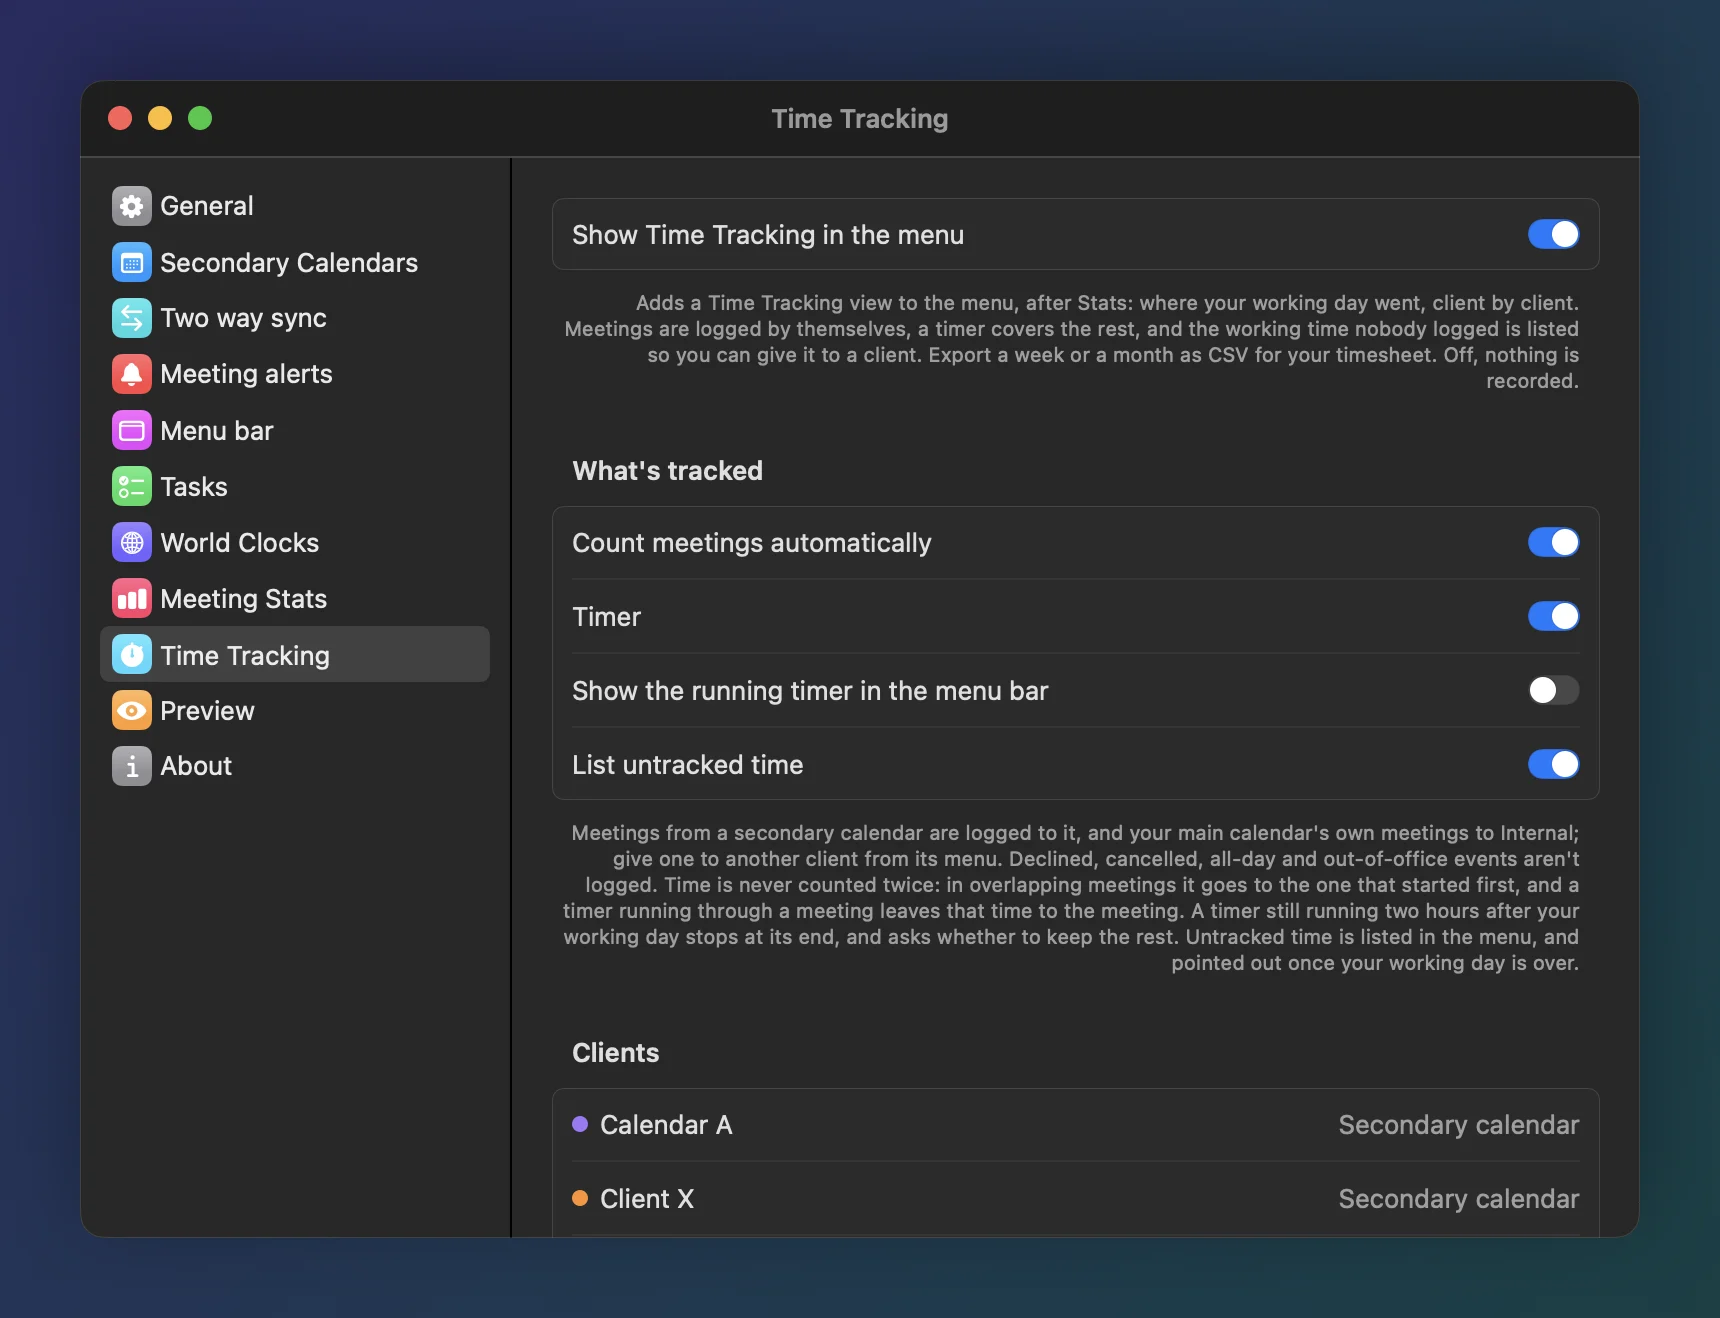 Time Tracking
General
Secondary Calendars
Two way sync
Meeting alerts
Menu bar
Tasks
World Clocks
Meeting Stats
Time Tracking
Preview
About
Show Time Tracking in the menu
Adds a Time Tracking view to the menu, after Stats: where your working day went, client by client.
Meetings are logged by themselves, a timer covers the rest, and the working time nobody logged is listed
so you can give it to a client. Export a week or a month as CSV for your timesheet. Off, nothing is
recorded.
What's tracked
Count meetings automatically
Timer
Show the running timer in the menu bar
List untracked time
Meetings from a secondary calendar are logged to it, and your main calendar's own meetings to Internal;
give one to another client from its menu. Declined, cancelled, all-day and out-of-office events aren't
logged. Time is never counted twice: in overlapping meetings it goes to the one that started first, and a
timer running through a meeting leaves that time to the meeting. A timer still running two hours after your
working day stops at its end, and asks whether to keep the rest. Untracked time is listed in the menu, and
pointed out once your working day is over.
Clients
Calendar A Secondary calendar
Client X Secondary calendar